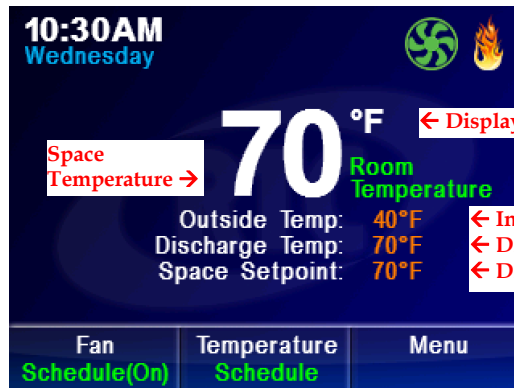 10:30AM
Wednesday
70 °F
← Display
Space
Temperature →
Room
Temperature
Outside Temp: 40°F
Discharge Temp: 70°F
Space Setpoint: 70°F
← In
← D
← D
Fan
Schedule(On)
Temperature
Schedule
Menu